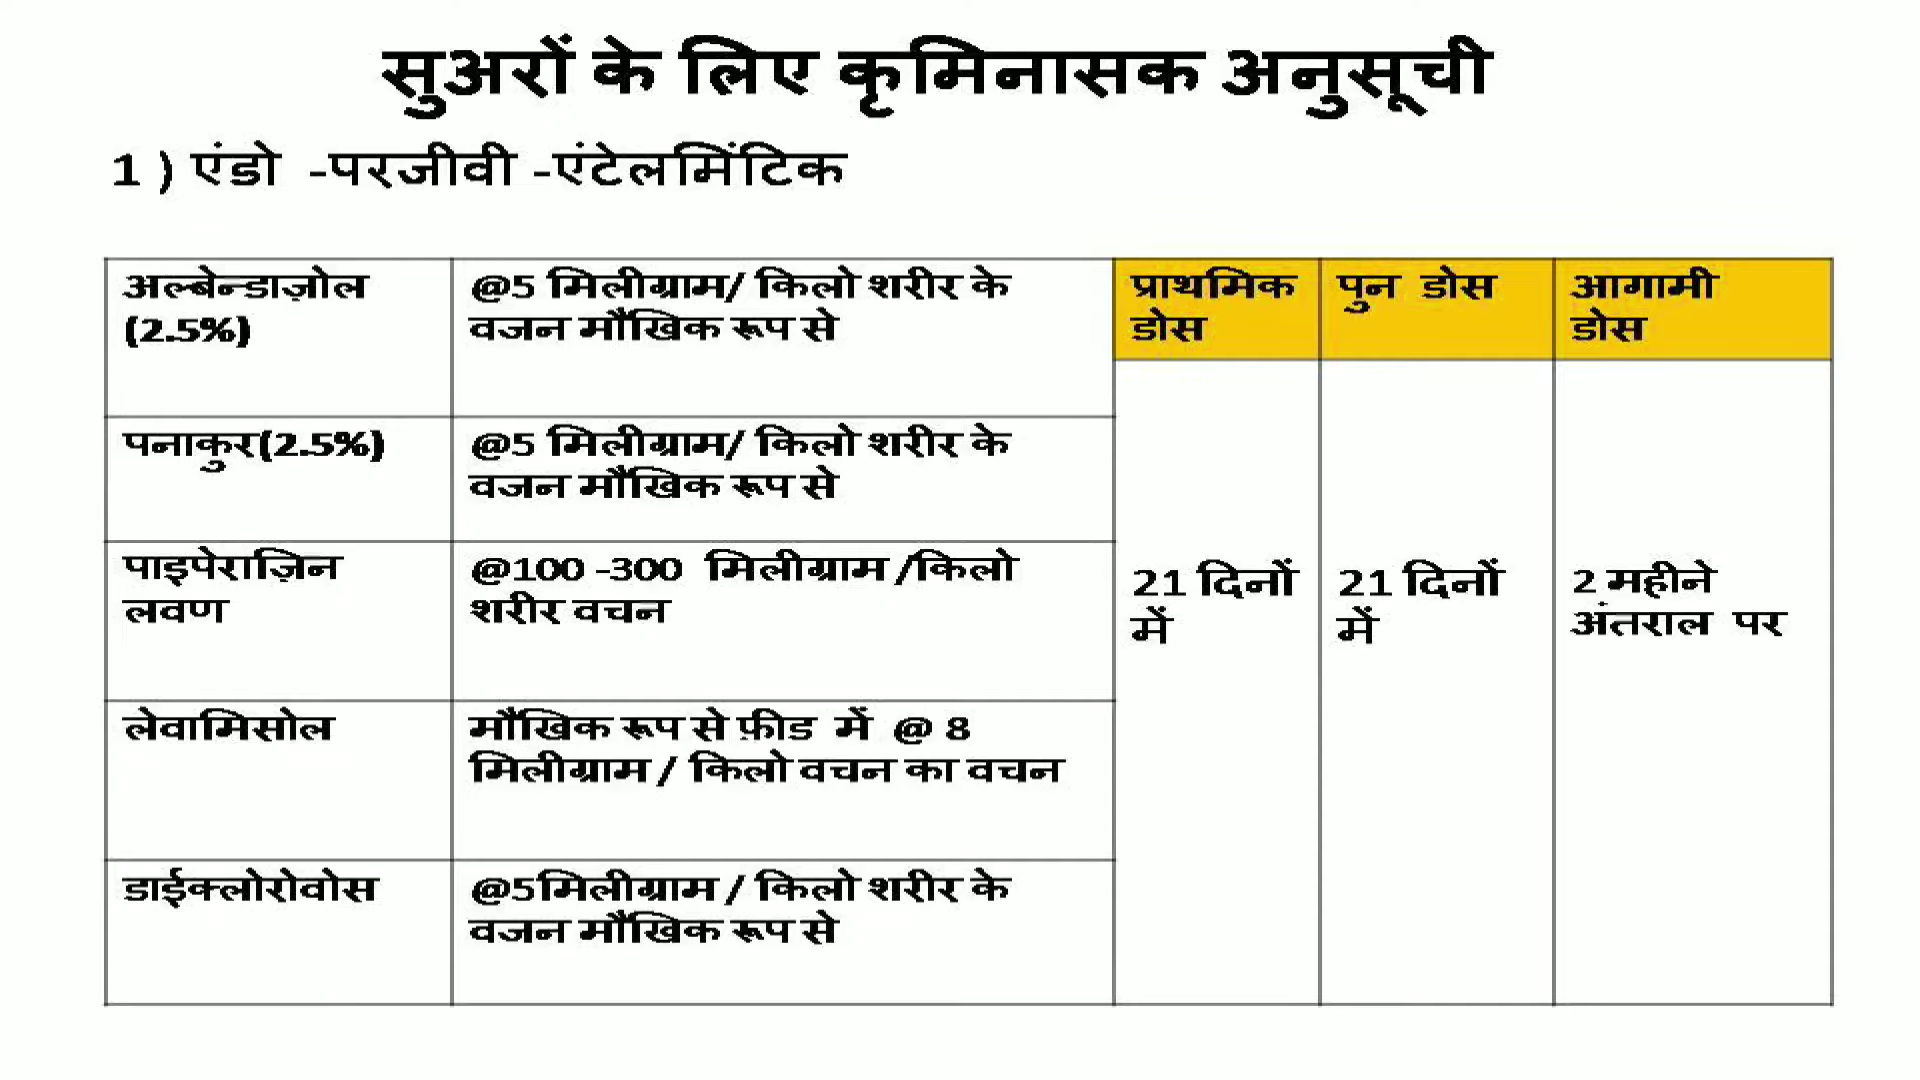 सुअरों के लिए कृमिनासक अनुसूची
1 ) एंडो -परजीवी -एंटेलमिंटिक
अल्बेन्डाज़ोल
(2.5%)
@5 मिलीग्राम/ किलो शरीर के
वजन मौखिक रूप से
प्राथमिक
डोस
पुन डोस
आगामी
डोस
पनाकुर(2.5%)
@5 मिलीग्राम/ किलो शरीर के
वजन मौखिक रूप से
पाइपेराज़िन
लवण
@100 -300 मिलीग्राम /किलो
शरीर वचन
21 दिनों
में
21 दिनों
में
2 महीने
अंतराल पर
लेवामिसोल
मौखिक रूप से फ़ीड में @ 8
मिलीग्राम / किलो वचन का वचन
डाईक्लोरोवोस
@5मिलीग्राम / किलो शरीर के
वजन मौखिक रूप से